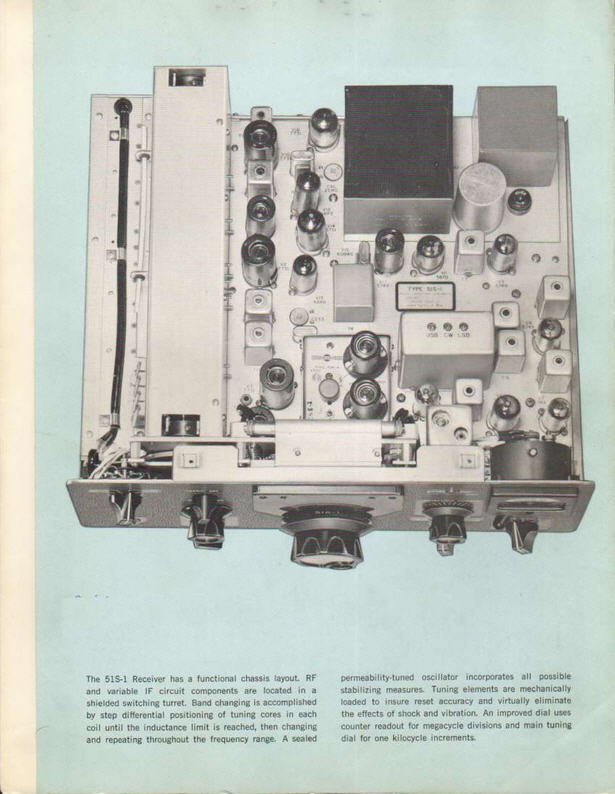 TYPE 51S-1
USB CW LSB
51S-1
The 51S-1 Receiver has a functional chassis layout. RF
and variable IF circuit components are located in a
shielded switching turret. Band changing is accomplished
by step differential positioning of tuning cores in each
coil until the inductance limit is reached, then changing
and repeating throughout the frequency range. A sealed
permeability-tuned oscillator incorporates all possible
stabilizing measures. Tuning elements are mechanically
loaded to insure reset accuracy and virtually eliminate
the effects of shock and vibration. An improved dial uses
counter readout for megacycle divisions and main tuning
dial for one kilocycle increments.